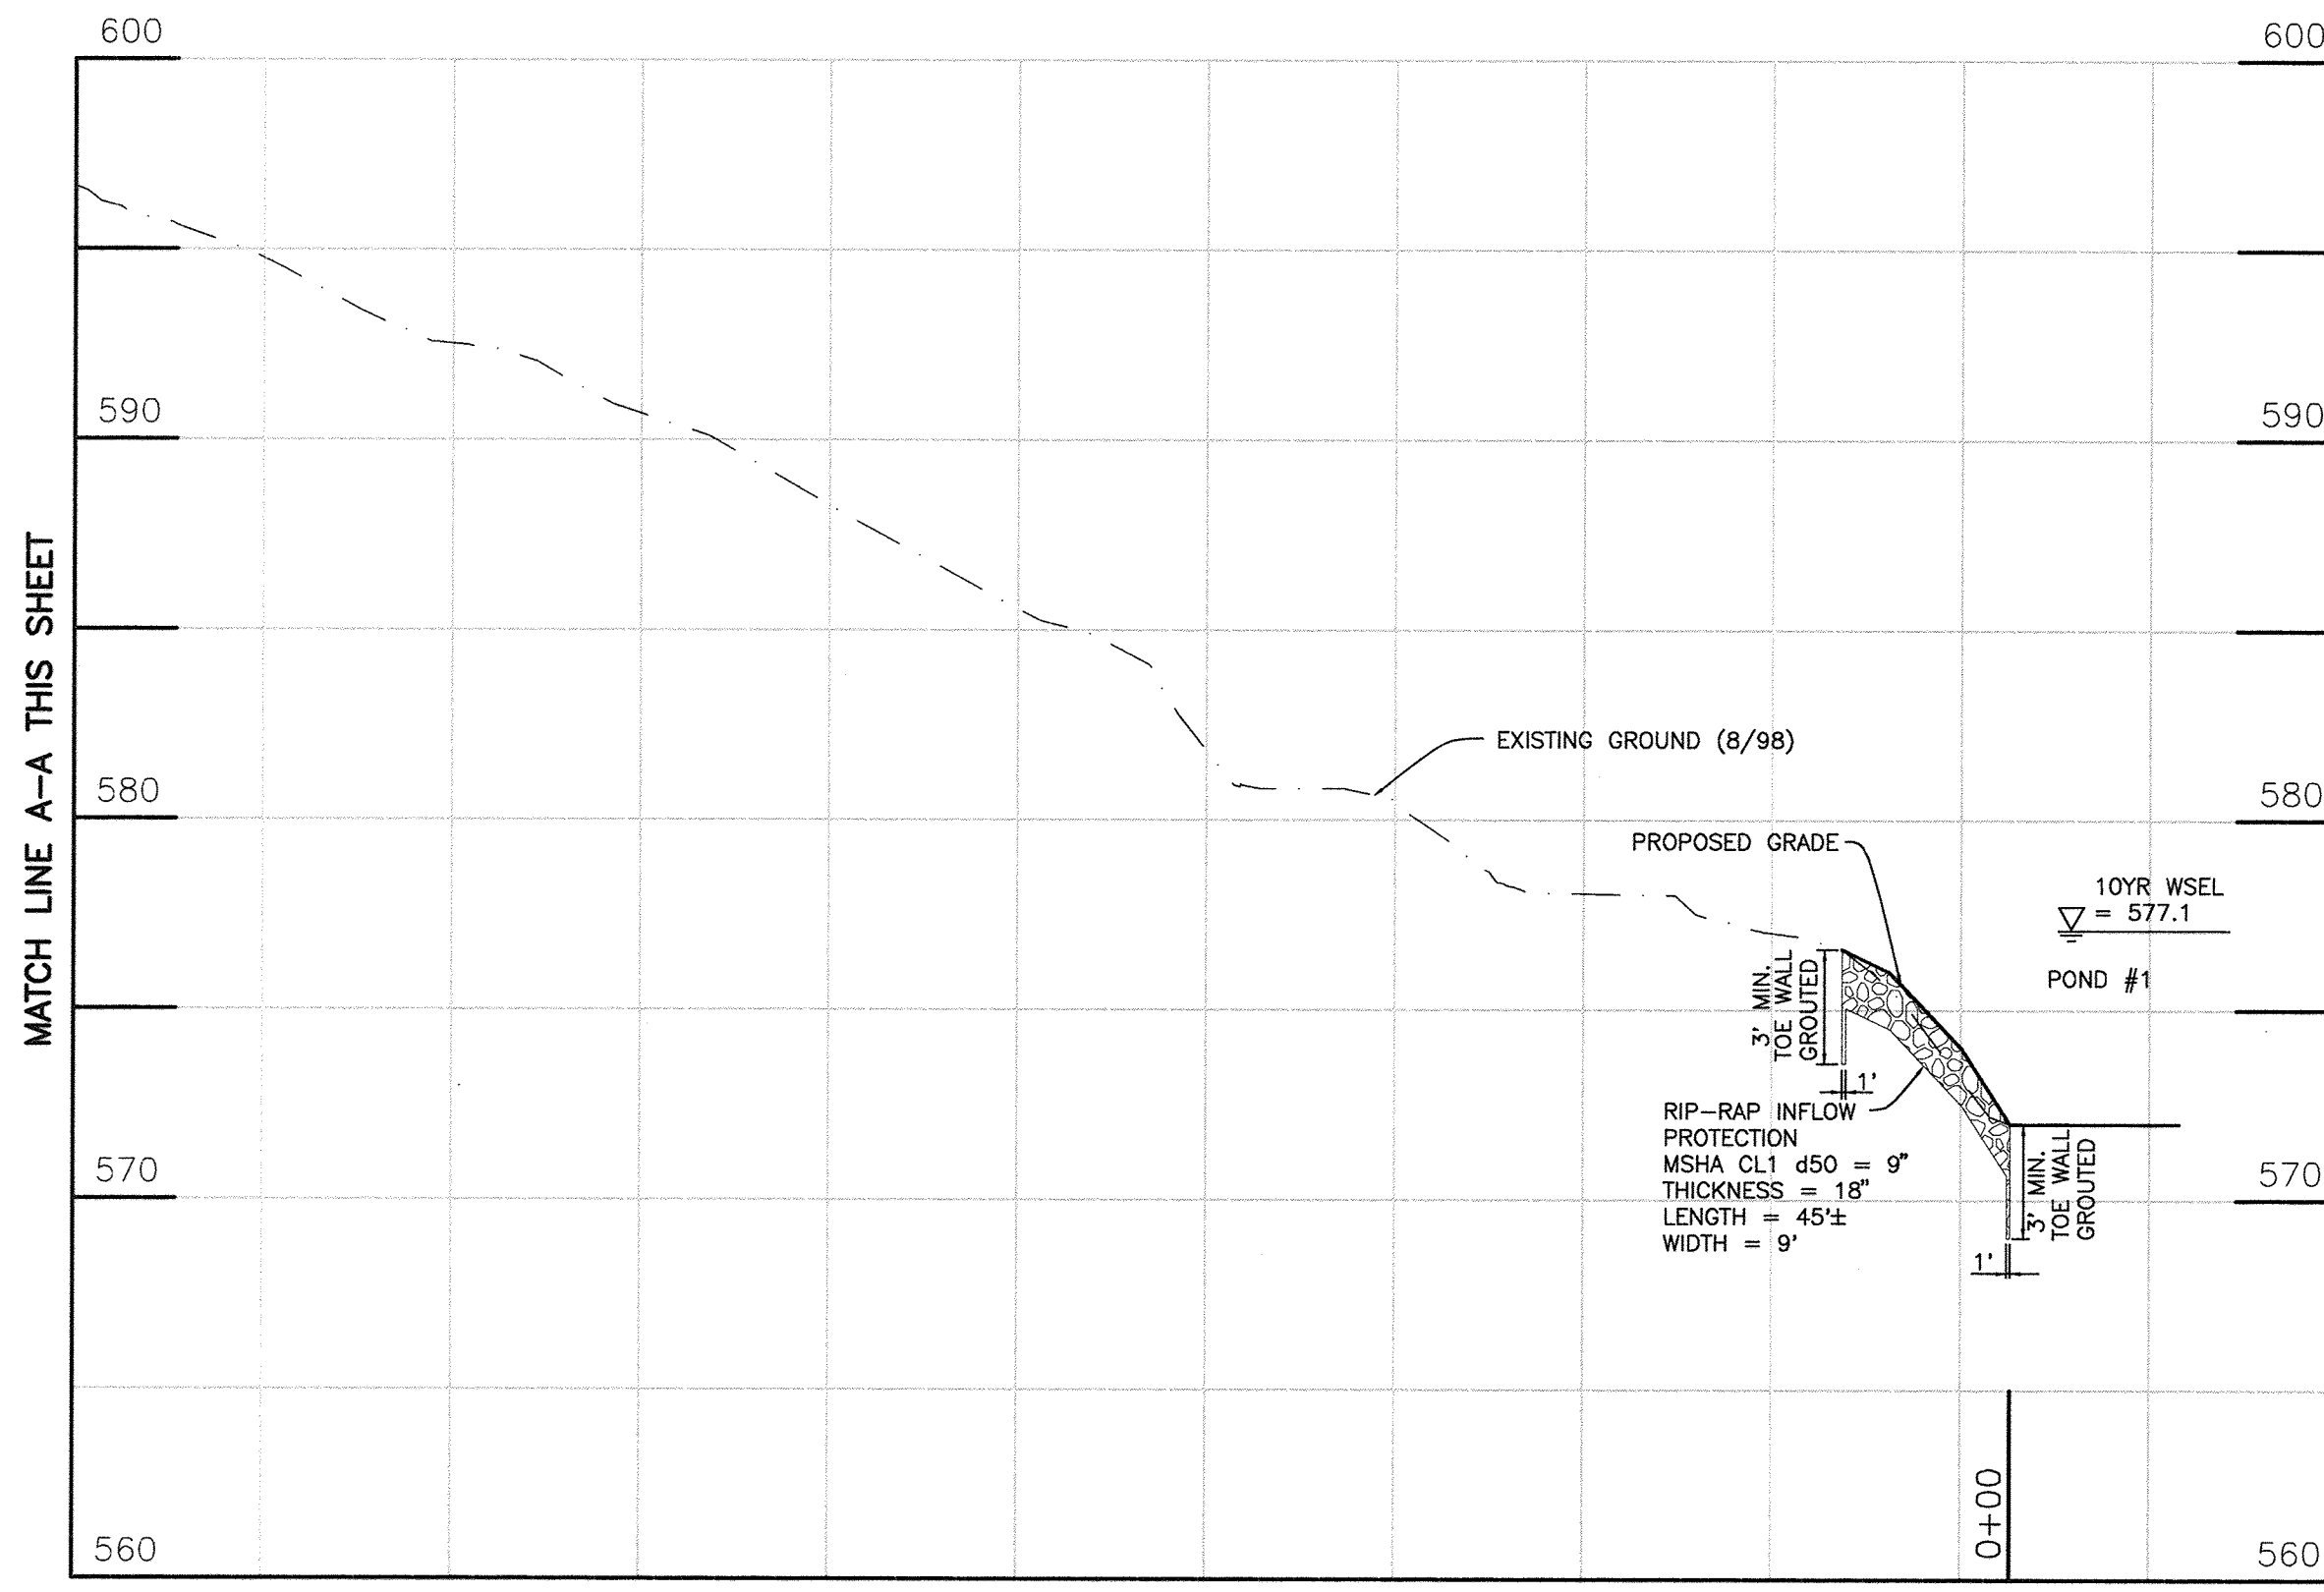 600
600
590
590
MATCH LINE A-A THIS SHEET
EXISTING GROUND (8/98)
580
580
PROPOSED GRADE
10YR WSEL
= 577.1
POND #1
3' MIN.
TOE WALL
GROUTED
1'
RIP-RAP INFLOW
PROTECTION
MSHA CL1 d50 = 9"
THICKNESS = 18"
LENGTH = 45'±
WIDTH = 9'
3' MIN.
TOE WALL
GROUTED
1'
570
570
0+00
560
560